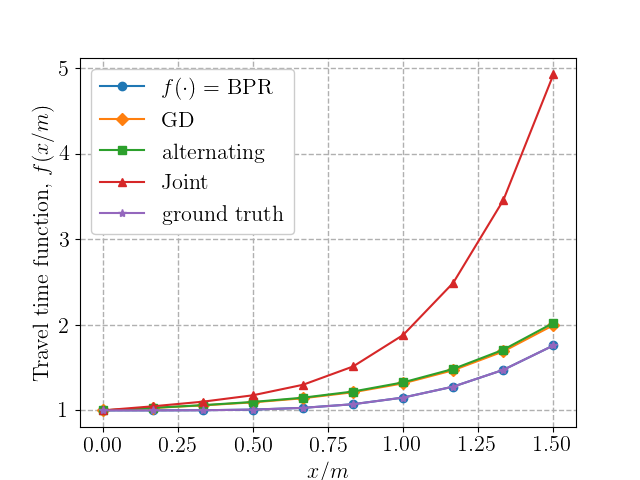 5
4
3
2
1
Travel time function, f(x/m)
f(·) = BPR
GD
alternating
Joint
ground truth
0.00 0.25 0.50 0.75 1.00 1.25 1.50
x/m